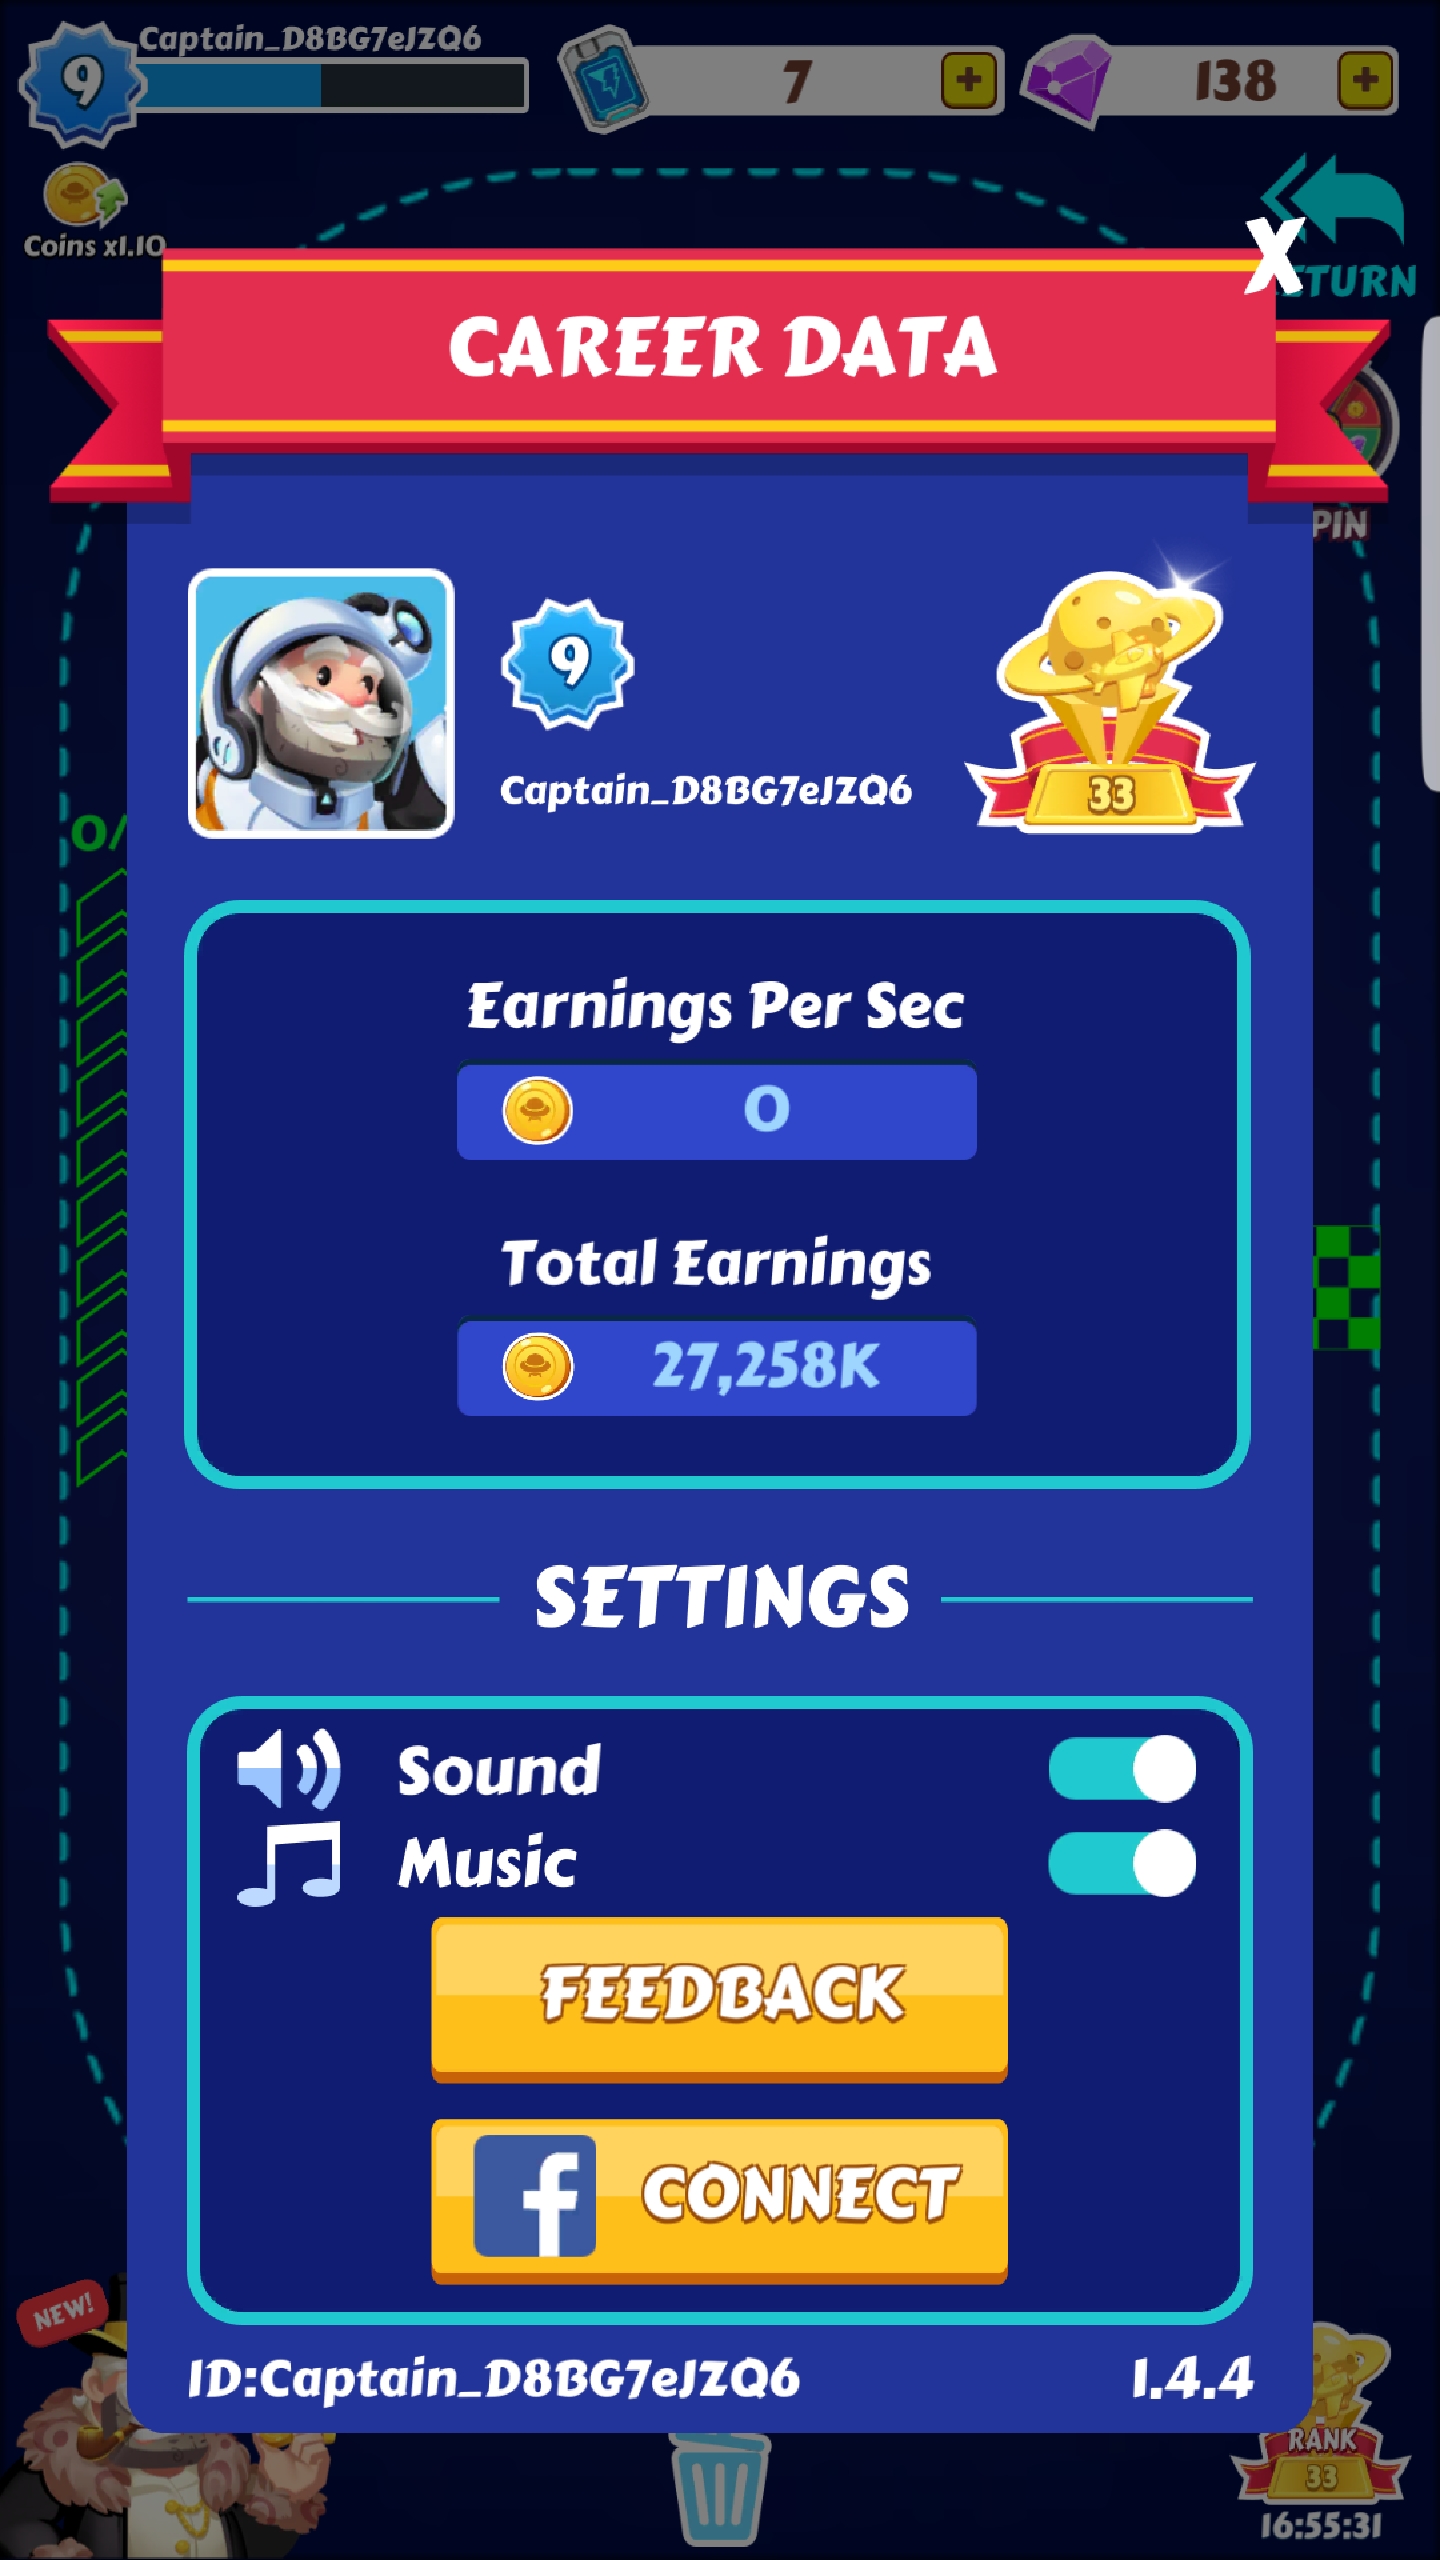 Captain_D8BG7eJZQ6
9
7
138
Coins x1.10
X
CAREER DATA
9
Captain_D8BG7eJZQ6
33
Earnings Per Sec
0
Total Earnings
27,258K
SETTINGS
Sound
Music
FEEDBACK
f CONNECT
NEW!
ID:Captain_D8BG7eJZQ6
1.4.4
RANK
33
16:55:31